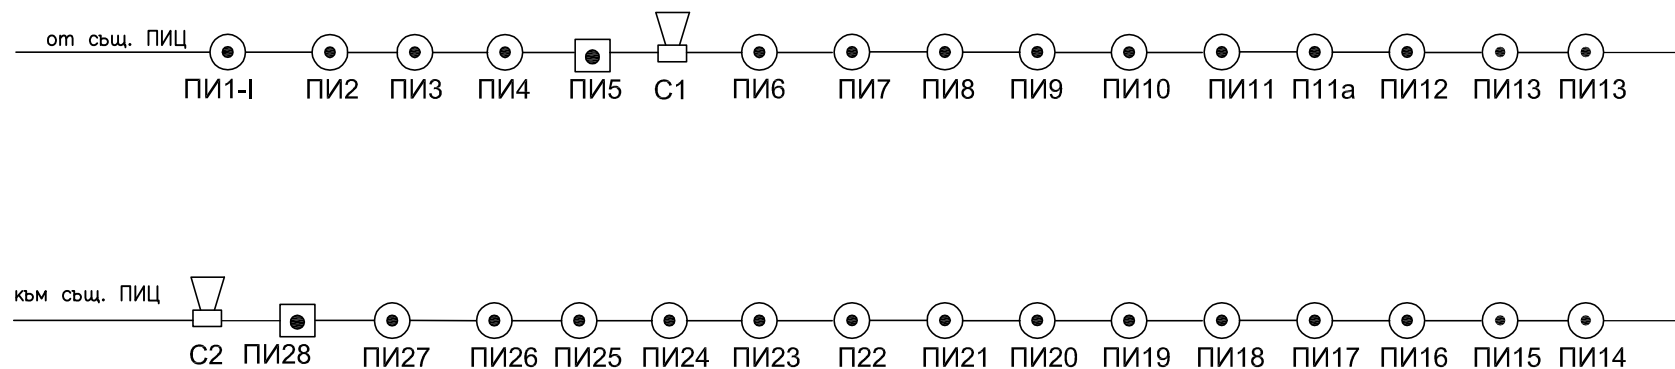 от същ. ПИЦ
ПИ1-I ПИ2 ПИ3 ПИ4 ПИ5 С1 ПИ6 ПИ7 ПИ8 ПИ9 ПИ10 ПИ11 П11а ПИ12 ПИ13 ПИ13
към същ. ПИЦ
С2 ПИ28 ПИ27 ПИ26 ПИ25 ПИ24 ПИ23 П22 ПИ21 ПИ20 ПИ19 ПИ18 ПИ17 ПИ16 ПИ15 ПИ14